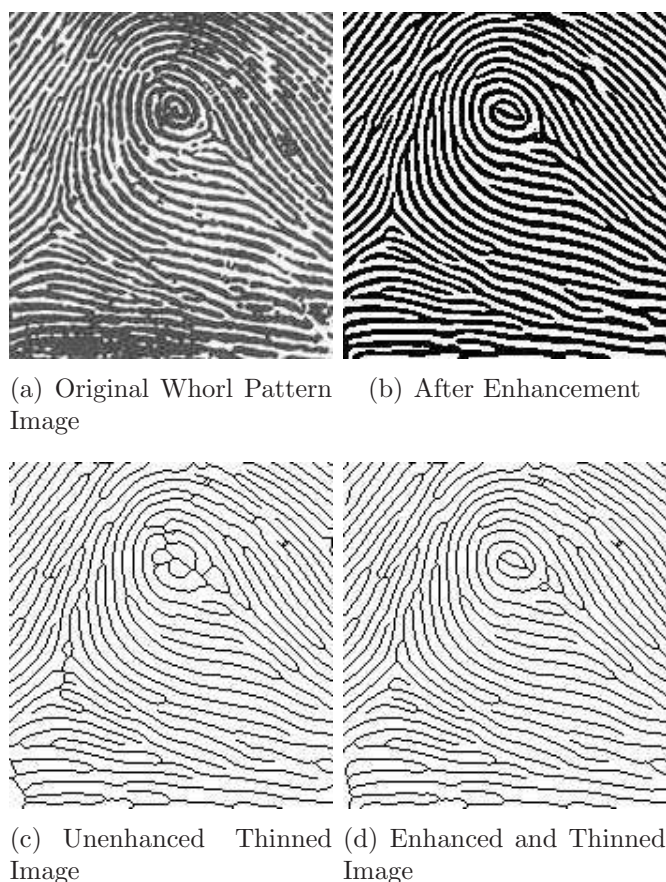 (a) Original Whorl Pattern
Image
(b) After Enhancement
(c) Unenhanced Thinned
Image
(d) Enhanced and Thinned
Image